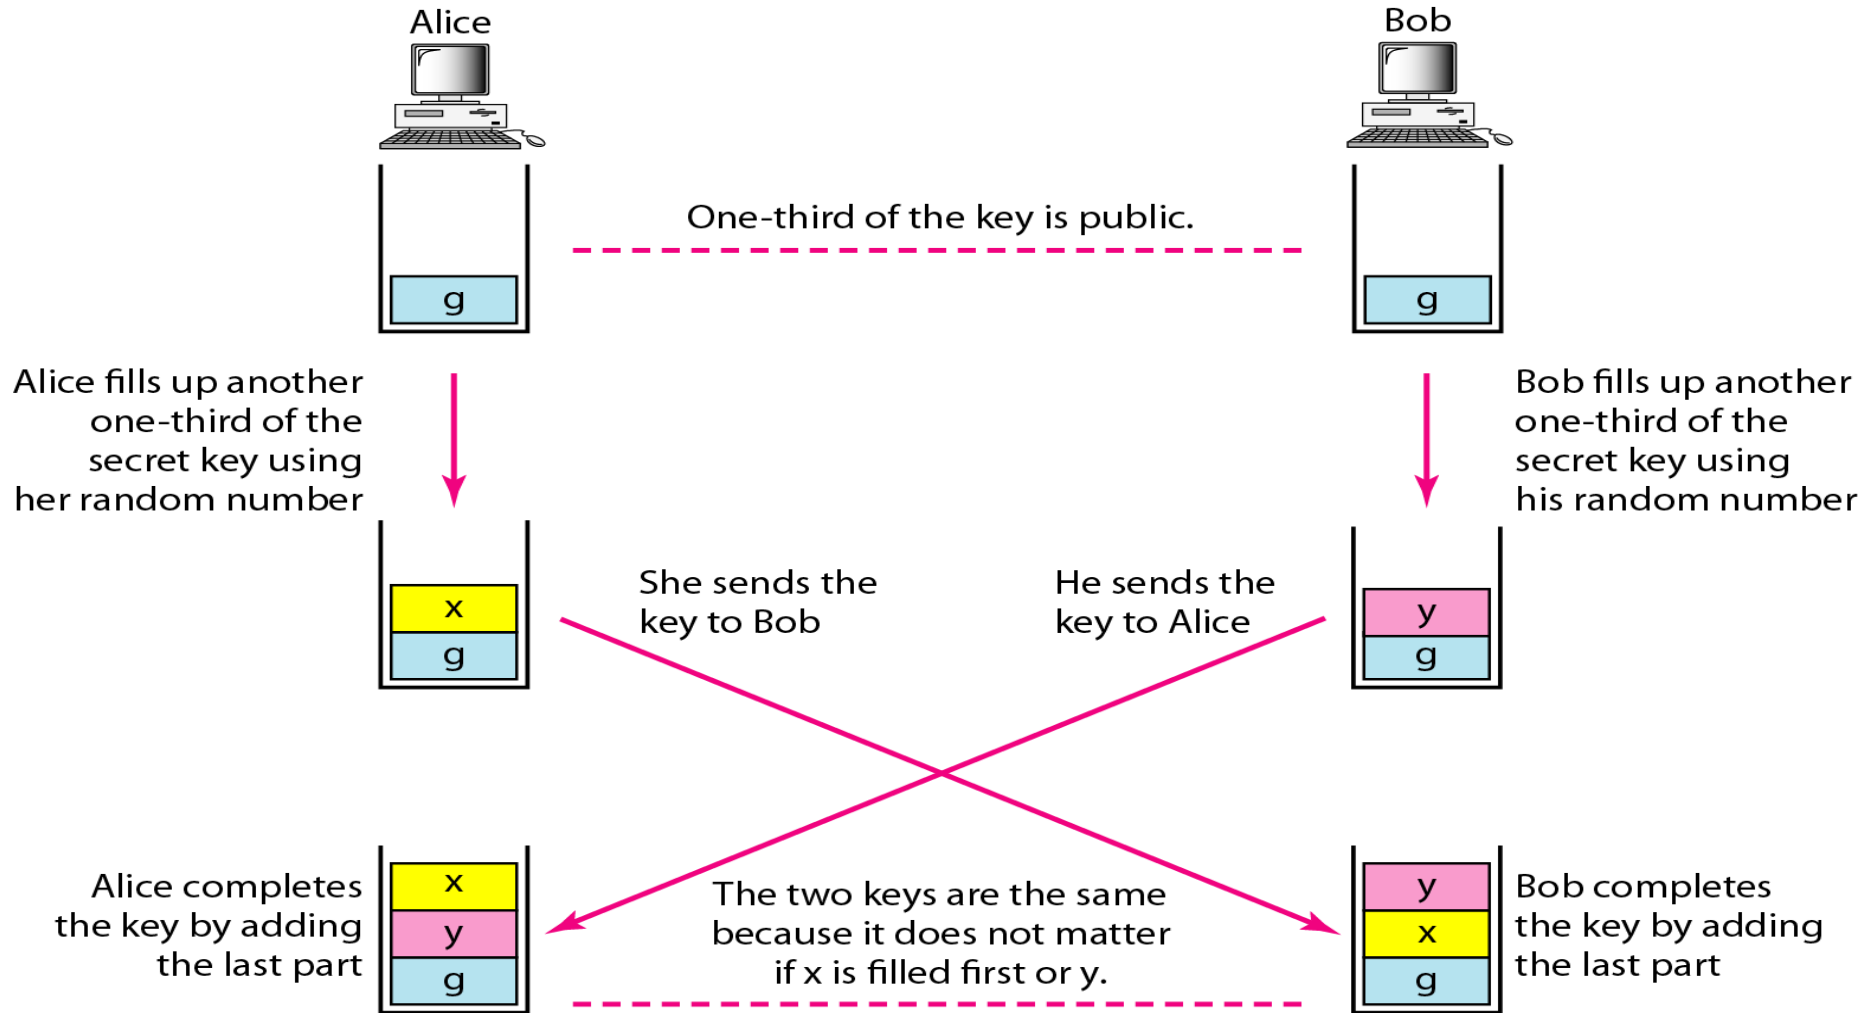 Alice
Bob
One-third of the key is public.
g
g
Alice fills up another
one-third of the
secret key using
her random number
Bob fills up another
one-third of the
secret key using
his random number
x
g
She sends the
key to Bob
He sends the
key to Alice
y
g
Alice completes
the key by adding
the last part
x
y
g
The two keys are the same
because it does not matter
if x is filled first or y.
y
x
g
Bob completes
the key by adding
the last part